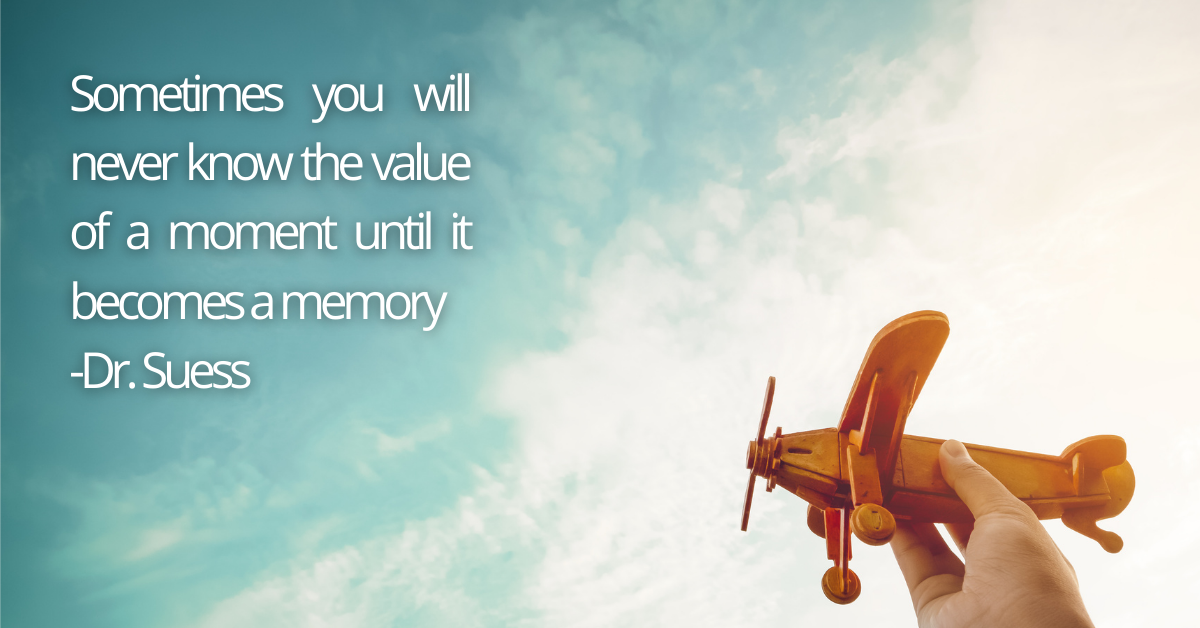 Sometimes you will
never know the value
of a moment until it
becomes a memory
-Dr. Suess